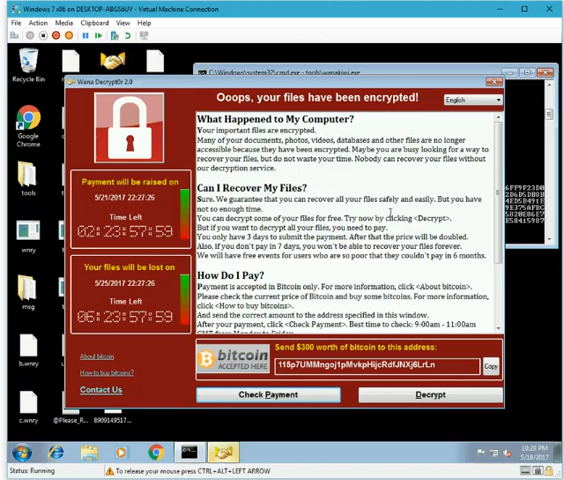 Windows 7 x86 on DESKTOP-ABGS6UV - Virtual Machine Connection
File Action Media Clipboard View Help
C:\Windows\system32\cmd.exe - tools\wanakiwi.exe
Recycle Bin
Google Chrome
wnry
msg
b.wnry
c.wnry
@Please_R...
Wana Decrypt0r 2.0
Ooops, your files have been encrypted!
English
Payment will be raised on
5/21/2017 22:27:26
Time Left
02:23:57:59
Your files will be lost on
5/25/2017 22:27:26
Time Left
06:23:57:59
About bitcoin
How to buy bitcoins?
Contact Us
What Happened to My Computer?
Your important files are encrypted.
Many of your documents, photos, videos, databases and other files are no longer
accessible because they have been encrypted. Maybe you are busy looking for a way to
recover your files, but do not waste your time. Nobody can recover your files without
our decryption service.
Can I Recover My Files?
Sure. We guarantee that you can recover all your files safely and easily. But you have
not so enough time.
You can decrypt some of your files for free. Try now by clicking <Decrypt>.
But if you want to decrypt all your files, you need to pay.
You only have 3 days to submit the payment. After that the price will be doubled.
Also, if you don't pay in 7 days, you won't be able to recover your files forever.
We will have free events for users who are so poor that they couldn't pay in 6 months.
How Do I Pay?
Payment is accepted in Bitcoin only. For more information, click <About bitcoin>.
Please check the current price of Bitcoin and buy some bitcoins. For more information,
click <How to buy bitcoins>.
And send the correct amount to the address specified in this window.
After your payment, click <Check Payment>. Best time to check: 9:00am - 11:00am
GMT from Monday to Friday.
bitcoin
ACCEPTED HERE
Send $300 worth of bitcoin to this address:
115p7UMMngoj1pMvkpHijcRdfJNXj6LrLn
Copy
Check Payment
Decrypt
10:29 PM
5/18/2017
Status: Running
To release your mouse press CTRL+ALT+LEFT ARROW